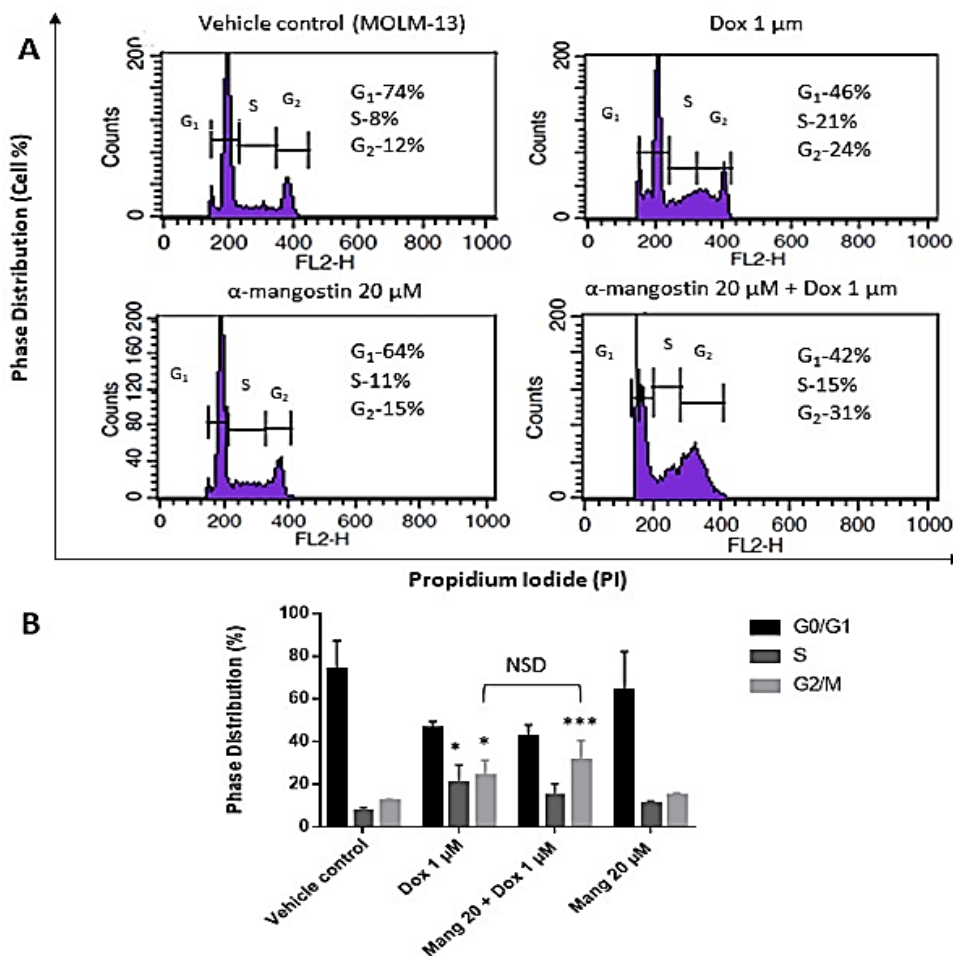 A
Phase Distribution (Cell %)
Vehicle control (MOLM-13)
Counts
200
0
G₁
S
G₂
G₁-74%
S-8%
G₂-12%
0 200 400 600 800 1000
FL2-H
Dox 1 µm
Counts
200
0
G₁
S
G₂
G₁-46%
S-21%
G₂-24%
0 200 400 600 800 1000
FL2-H
α-mangostin 20 µM
Counts
200
160
120
80
40
0
G₁
S
G₂
G₁-64%
S-11%
G₂-15%
0 200 400 600 800 1000
FL2-H
α-mangostin 20 µM + Dox 1 µm
Counts
200
0
G₁
S
G₂
G₁-42%
S-15%
G₂-31%
0 200 400 600 800 1000
FL2-H
Propidium Iodide (PI)
B
Phase Distribution (%)
100
80
60
40
20
0
NSD
*
*
***
G0/G1
S
G2/M
Vehicle control
Dox 1 µM
Mang 20 + Dox 1 µM
Mang 20 µM